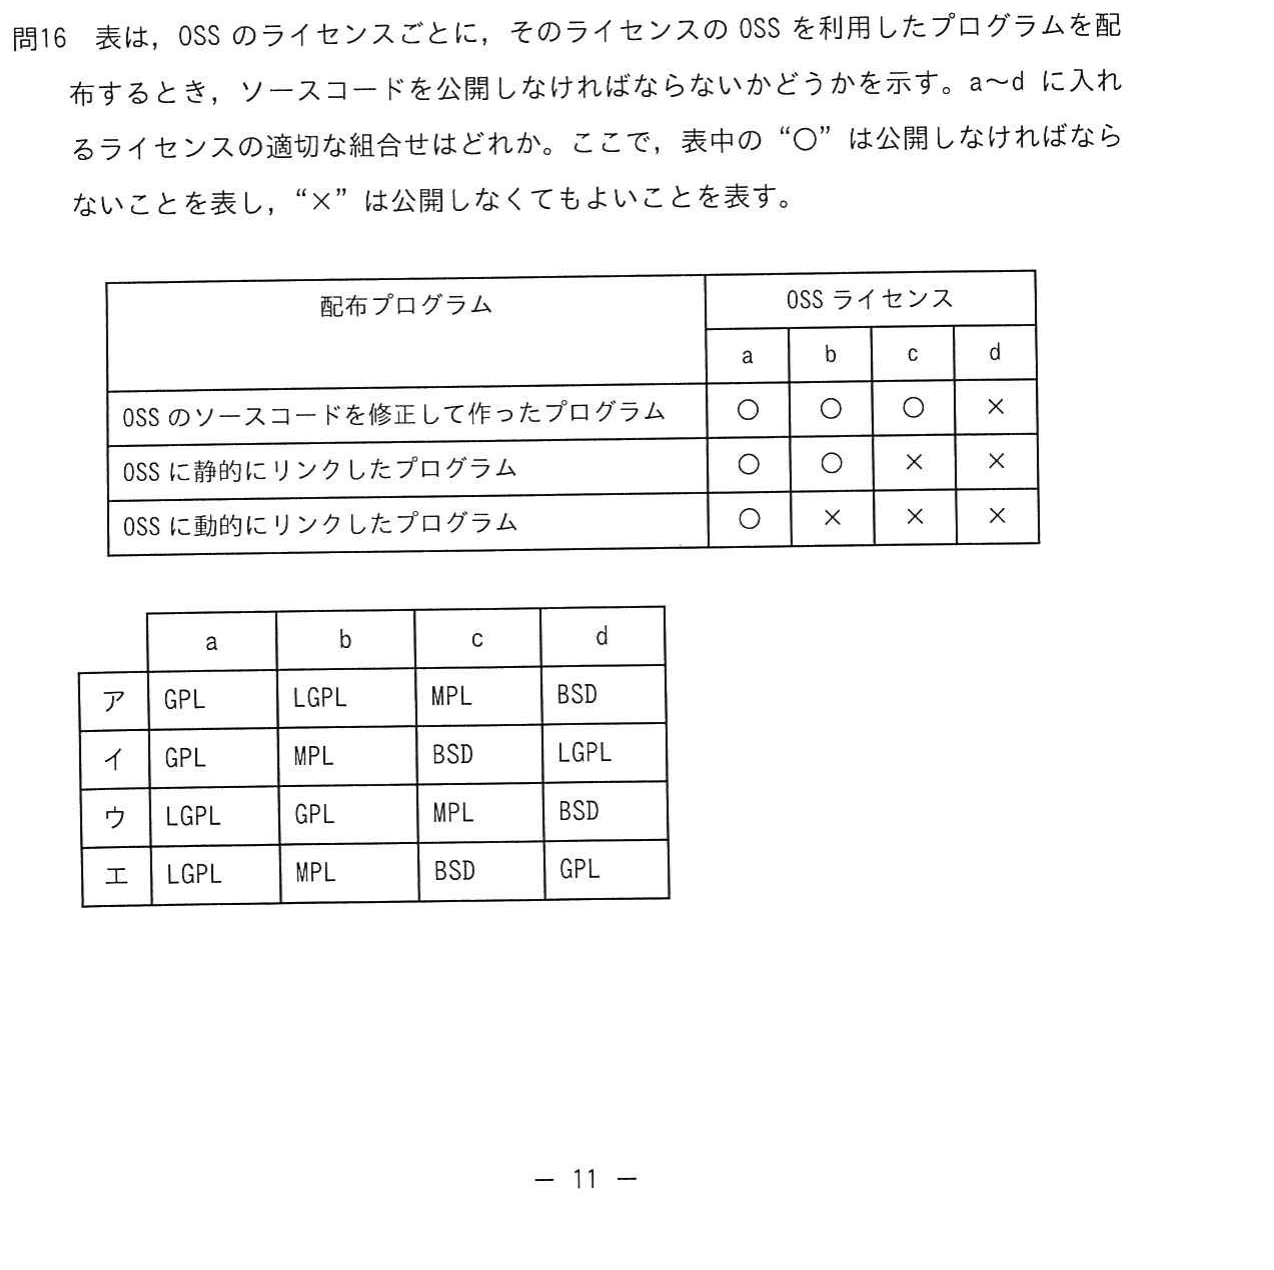 問16 表は，OSS のライセンスごとに，そのライセンスの OSS を利用したプログラムを配
布するとき，ソースコードを公開しなければならないかどうかを示す。a～d に入れ
るライセンスの適切な組合せはどれか。ここで，表中の “○” は公開しなければなら
ないことを表し，“×” は公開しなくてもよいことを表す。
配布プログラム OSS ライセンス
a b c d
OSS のソースコードを修正して作ったプログラム ○ ○ ○ ×
OSS に静的にリンクしたプログラム ○ ○ × ×
OSS に動的にリンクしたプログラム ○ × × ×
a b c d
ア GPL LGPL MPL BSD
イ GPL MPL BSD LGPL
ウ LGPL GPL MPL BSD
エ LGPL MPL BSD GPL
― 11 ―